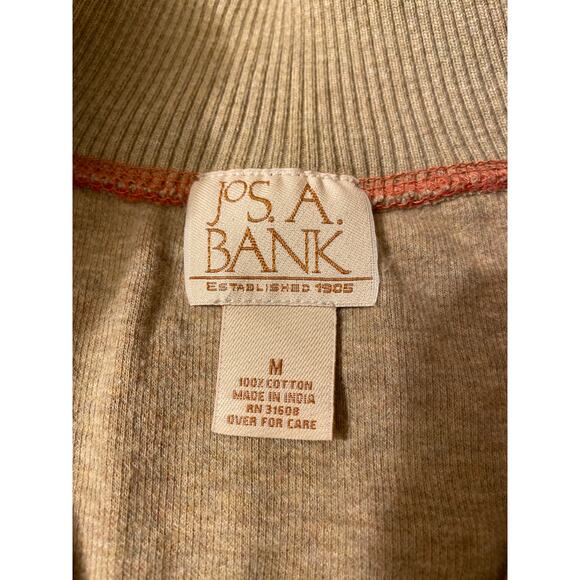 JoS. A.
BANK
ESTABLISHED 1905
M
100% COTTON
MADE IN INDIA
RN 31608
OVER FOR CARE